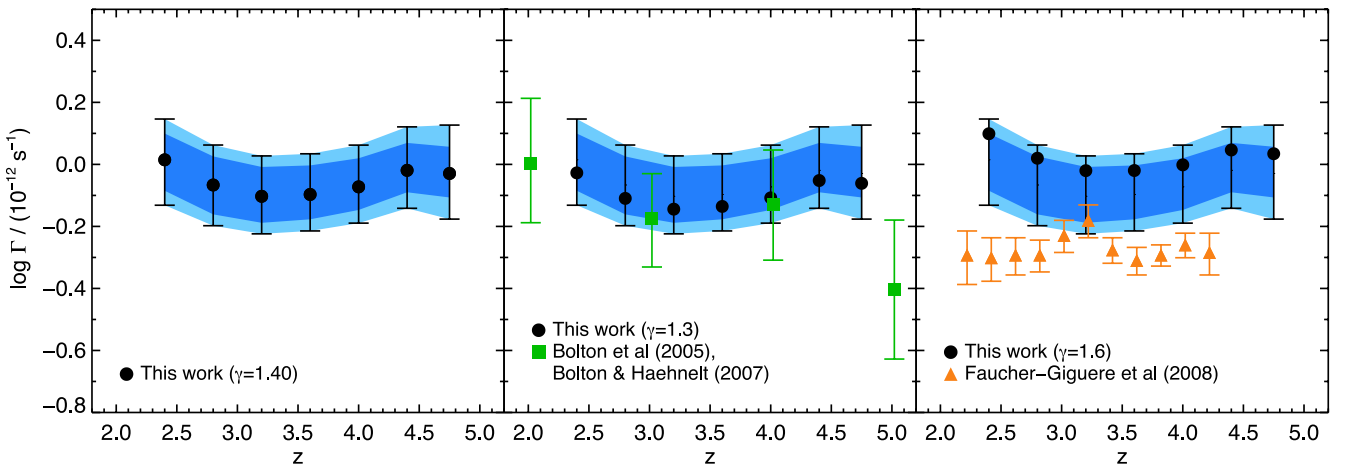 log Γ / (10⁻¹² s⁻¹)
0.4
0.2
0.0
−0.2
−0.4
−0.6
−0.8
This work (γ=1.40)
2.0 2.5 3.0 3.5 4.0 4.5 5.0
z
This work (γ=1.3)
Bolton et al (2005),
Bolton & Haehnelt (2007)
2.0 2.5 3.0 3.5 4.0 4.5 5.0
z
This work (γ=1.6)
Faucher−Giguere et al (2008)
2.0 2.5 3.0 3.5 4.0 4.5 5.0
z